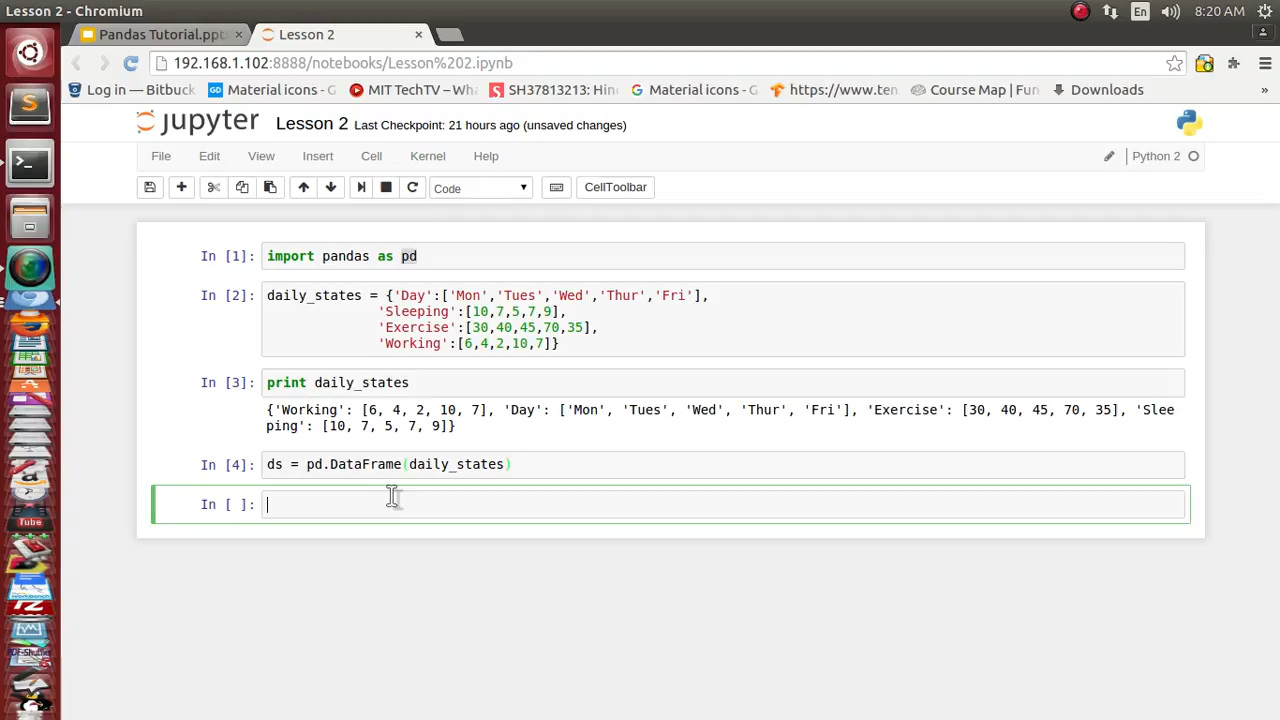 Lesson 2 - Chromium
En
8:20 AM
Pandas Tutorial.ppt
Lesson 2
192.168.1.102:8888/notebooks/Lesson%202.ipynb
Log in — Bitbuck
Material icons - G
MIT TechTV – Wha
SH37813213: Hin
Material icons - G
https://www.ten
Course Map | Fun
Downloads
»
jupyter
Lesson 2
Last Checkpoint: 21 hours ago (unsaved changes)
File
Edit
View
Insert
Cell
Kernel
Help
Python 2
Code
CellToolbar
In [1]: import pandas as pd
In [2]: daily_states = {'Day':['Mon','Tues','Wed','Thur','Fri'],
'Sleeping':[10,7,5,7,9],
'Exercise':[30,40,45,70,35],
'Working':[6,4,2,10,7]}
In [3]: print daily_states
{'Working': [6, 4, 2, 10, 7], 'Day': ['Mon', 'Tues', 'Wed', 'Thur', 'Fri'], 'Exercise': [30, 40, 45, 70, 35], 'Slee
ping': [10, 7, 5, 7, 9]}
In [4]: ds = pd.DataFrame(daily_states)
In [ ]:
Tube